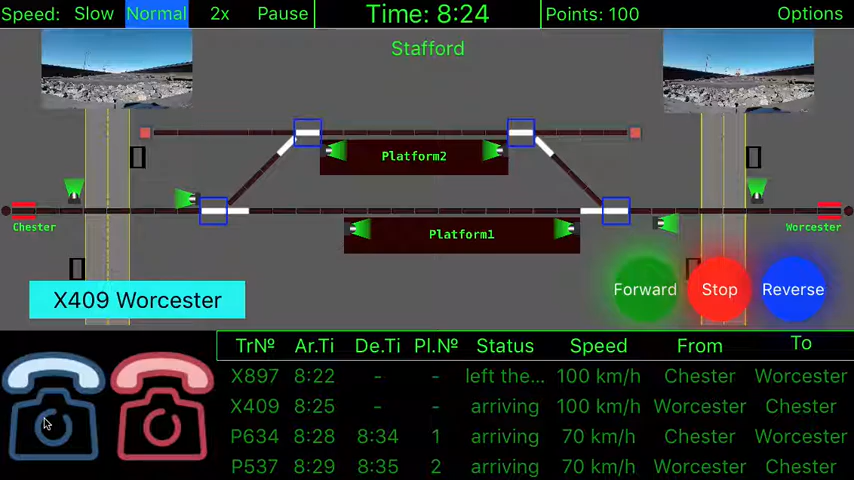 Speed: Slow Normal 2x Pause Time: 8:24 Points: 100 Options
Stafford
Platform2
Chester
Platform1
Worcester
X409 Worcester
Forward Stop Reverse
TrNº Ar.Ti De.Ti Pl.Nº Status Speed From To
X897 8:22 - - left the... 100 km/h Chester Worcester
X409 8:25 - - arriving 100 km/h Worcester Chester
P634 8:28 8:34 1 arriving 70 km/h Chester Worcester
P537 8:29 8:35 2 arriving 70 km/h Worcester Chester